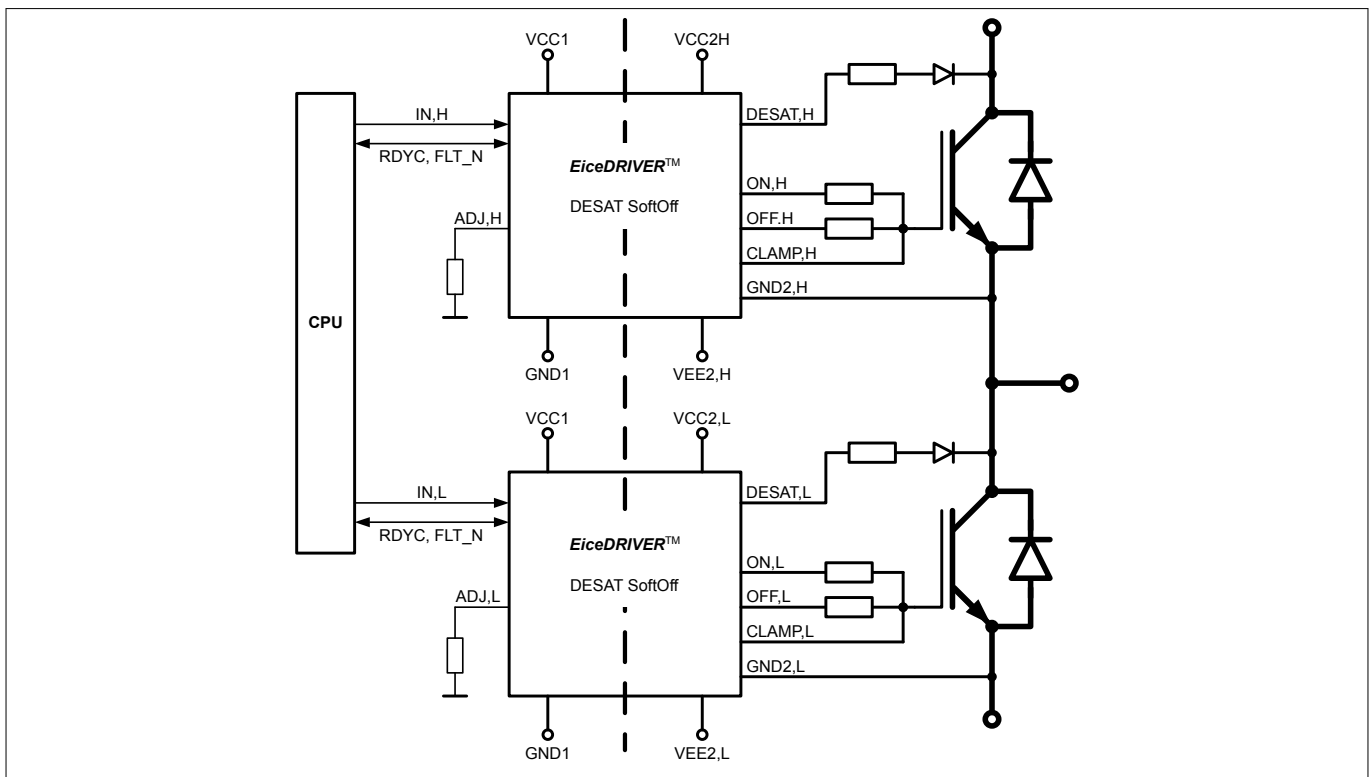 VCC1
VCC2H
IN,H
DESAT,H
RDYC, FLT_N
EiceDRIVER™
ON,H
DESAT SoftOff
ADJ,H
OFF.H
CLAMP,H
GND2,H
CPU
GND1
VEE2,H
VCC1
VCC2,L
IN,L
DESAT,L
RDYC, FLT_N
EiceDRIVER™
ON,L
DESAT SoftOff
ADJ,L
OFF,L
CLAMP,L
GND2,L
GND1
VEE2,L